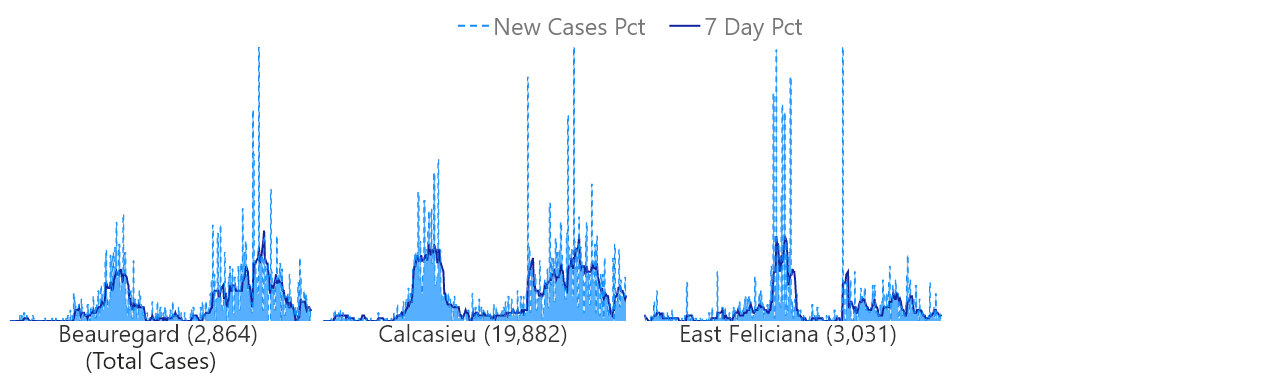 New Cases Pct 7 Day Pct
Beauregard (2,864) Calcasieu (19,882) East Feliciana (3,031)
(Total Cases)